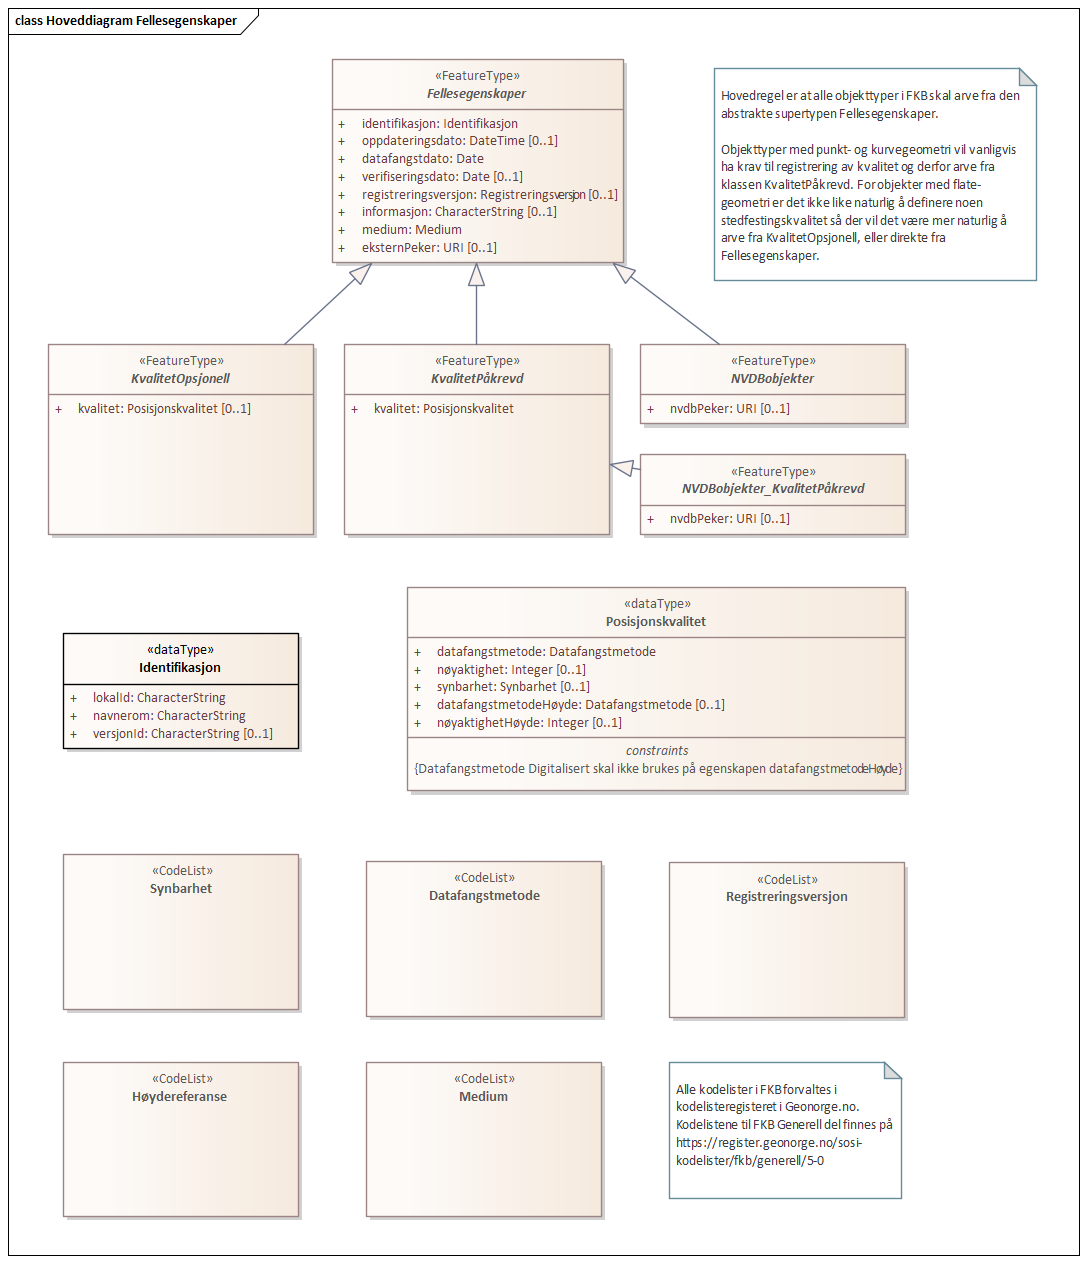 class Hoveddiagram Fellesegenskaper
«FeatureType»
Fellesegenskaper
+ identifikasjon: Identifikasjon
+ oppdateringsdato: DateTime [0..1]
+ datafangstdato: Date
+ verifiseringsdato: Date [0..1]
+ registreringsversjon: Registreringsversjon [0..1]
+ informasjon: CharacterString [0..1]
+ medium: Medium
+ eksternPeker: URI [0..1]
Hovedregel er at alle objekttyper i FKB skal arve fra den
abstrakte supertypen Fellesegenskaper.
Objekttyper med punkt- og kurvegeometri vil vanligvis
ha krav til registrering av kvalitet og derfor arve fra
klassen KvalitetPåkrevd. For objekter med flate-
geometri er det ikke like naturlig å definere noen
stedfestingskvalitet så der vil det være mer naturlig å
arve fra KvalitetOpsjonell, eller direkte fra
Fellesegenskaper.
«FeatureType»
KvalitetOpsjonell
+ kvalitet: Posisjonskvalitet [0..1]
«FeatureType»
KvalitetPåkrevd
+ kvalitet: Posisjonskvalitet
«FeatureType»
NVDBobjekter
+ nvdbPeker: URI [0..1]
«FeatureType»
NVDBobjekter_KvalitetPåkrevd
+ nvdbPeker: URI [0..1]
«dataType»
Identifikasjon
+ lokalId: CharacterString
+ navnerom: CharacterString
+ versjonId: CharacterString [0..1]
«dataType»
Posisjonskvalitet
+ datafangstmetode: Datafangstmetode
+ nøyaktighet: Integer [0..1]
+ synbarhet: Synbarhet [0..1]
+ datafangstmetodeHøyde: Datafangstmetode [0..1]
+ nøyaktighetHøyde: Integer [0..1]
constraints
{Datafangstmetode Digitalisert skal ikke brukes på egenskapen datafangstmetodeHøyde}
«CodeList»
Synbarhet
«CodeList»
Datafangstmetode
«CodeList»
Registreringsversjon
«CodeList»
Høydereferanse
«CodeList»
Medium
Alle kodelister i FKB forvaltes i
kodelisteregisteret i Geonorge.no.
Kodelistene til FKB Generell del finnes på
https://register.geonorge.no/sosi-
kodelister/fkb/generell/5-0